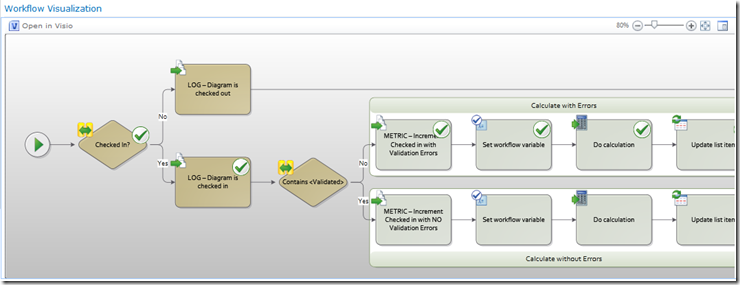 Workflow Visualization
Open in Visio
80%
LOG – Diagram is
checked out
No
Checked In?
Yes
LOG – Diagram is
checked in
Contains <Validated>
Calculate with Errors
No
METRIC – Increment
Checked in with
Validation Errors
Set workflow variable
Do calculation
Update list item
Yes
METRIC – Increment
Checked in with NO
Validation Errors
Set workflow variable
Do calculation
Update list item
Calculate without Errors